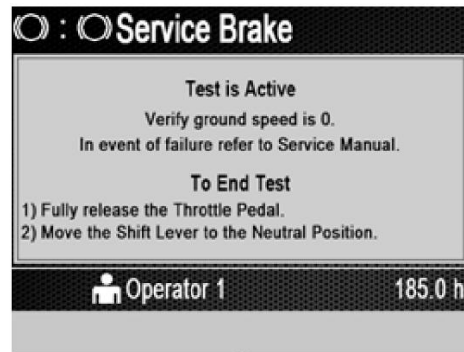 : Service Brake
Test is Active
Verify ground speed is 0.
In event of failure refer to Service Manual.
To End Test
1) Fully release the Throttle Pedal.
2) Move the Shift Lever to the Neutral Position.
Operator 1 185.0 h